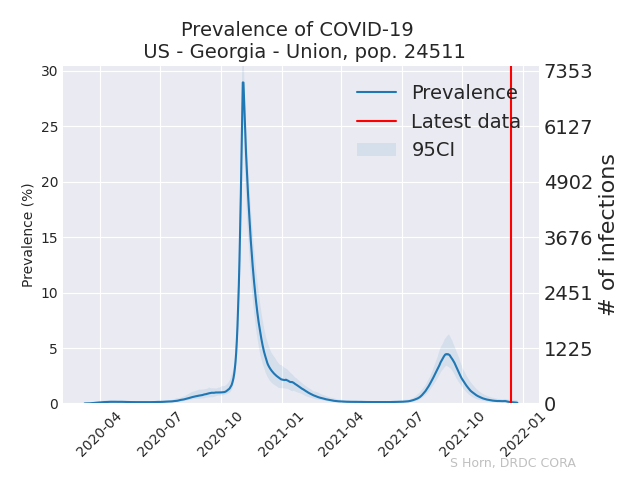 Prevalence of COVID-19
US - Georgia - Union, pop. 24511
30
25
20
15
10
5
0
Prevalence (%)
7353
6127
4902
3676
2451
1225
0
# of infections
Prevalence
Latest data
95CI
2020-04
2020-07
2020-10
2021-01
2021-04
2021-07
2021-10
2022-01
S Horn, DRDC CORA